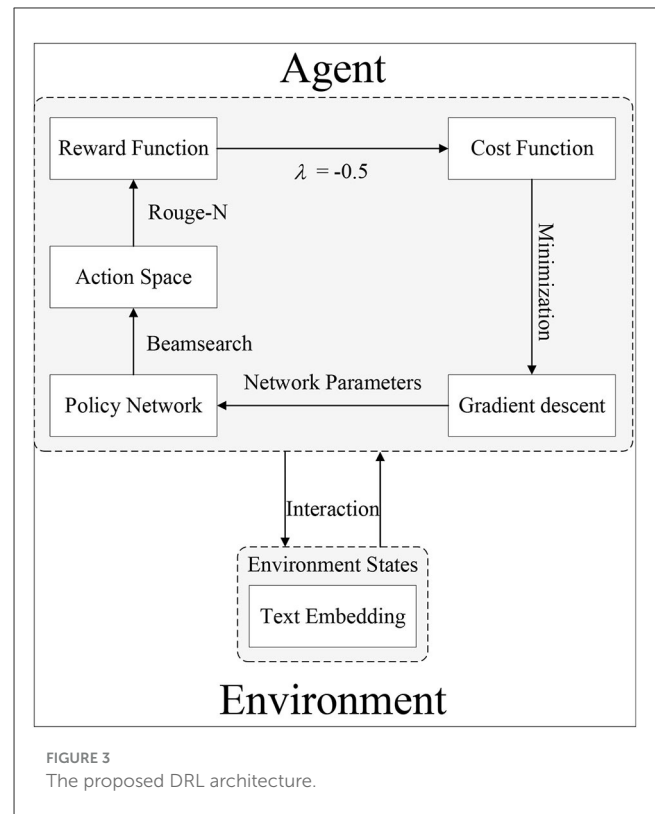 Agent
Reward Function
λ = -0.5
Cost Function
Rouge-N
Minimization
Action Space
Beamsearch
Policy Network
Network Parameters
Gradient descent
Interaction
Environment States
Text Embedding
Environment
FIGURE 3
The proposed DRL architecture.